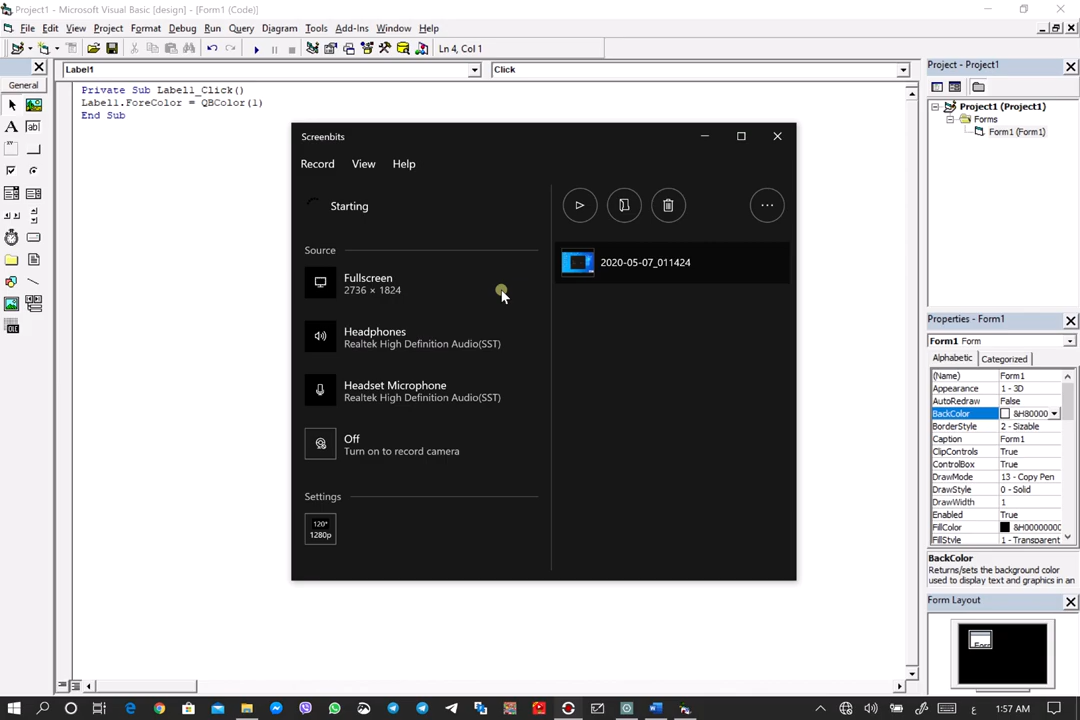 Project1 - Microsoft Visual Basic [design] - [Form1 (Code)]
File Edit View Project Format Debug Run Query Diagram Tools Add-Ins Window Help
Ln 4, Col 1
General
Label1
Click
Private Sub Label1_Click()
Label1.ForeColor = QBColor(1)
End Sub
Screenbits
Record View Help
Starting
Source
Fullscreen
2736 × 1824
Headphones
Realtek High Definition Audio(SST)
Headset Microphone
Realtek High Definition Audio(SST)
Off
Turn on to record camera
Settings
120*
1280p
2020-05-07_011424
Project - Project1
Project1 (Project1)
Forms
Form1 (Form1)
Properties - Form1
Form1 Form
Alphabetic Categorized
(Name) Form1
Appearance 1 - 3D
AutoRedraw False
BackColor &H80000
BorderStyle 2 - Sizable
Caption Form1
ClipControls True
ControlBox True
DrawMode 13 - Copy Pen
DrawStyle 0 - Solid
DrawWidth 1
Enabled True
FillColor &H00000000
FillStyle 1 - Transparent
BackColor
Returns/sets the background color
used to display text and graphics in an
Form Layout
ع 1:57 AM